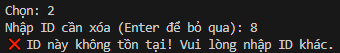 Chọn: 2
Nhập ID cần xóa (Enter để bỏ qua): 8
❌ ID này không tồn tại! Vui lòng nhập ID khác.